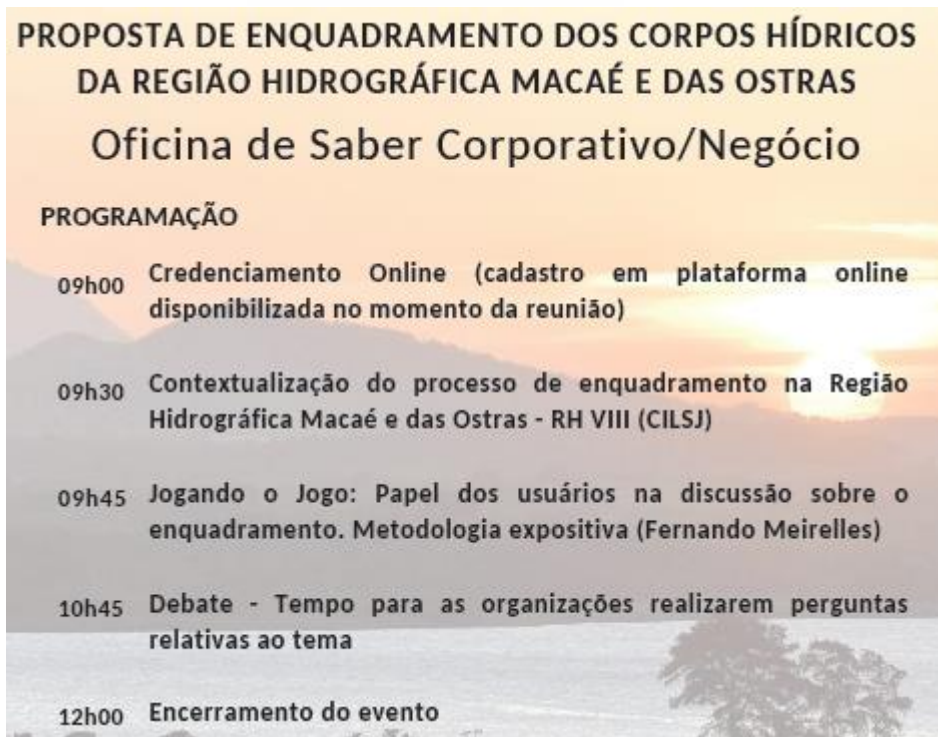 PROPOSTA DE ENQUADRAMENTO DOS CORPOS HÍDRICOS
DA REGIÃO HIDROGRÁFICA MACAÉ E DAS OSTRAS
Oficina de Saber Corporativo/Negócio
PROGRAMAÇÃO
09h00 Credenciamento Online (cadastro em plataforma online
disponibilizada no momento da reunião)
09h30 Contextualização do processo de enquadramento na Região
Hidrográfica Macaé e das Ostras - RH VIII (CILSJ)
09h45 Jogando o Jogo: Papel dos usuários na discussão sobre o
enquadramento. Metodologia expositiva (Fernando Meirelles)
10h45 Debate - Tempo para as organizações realizarem perguntas
relativas ao tema
12h00 Encerramento do evento